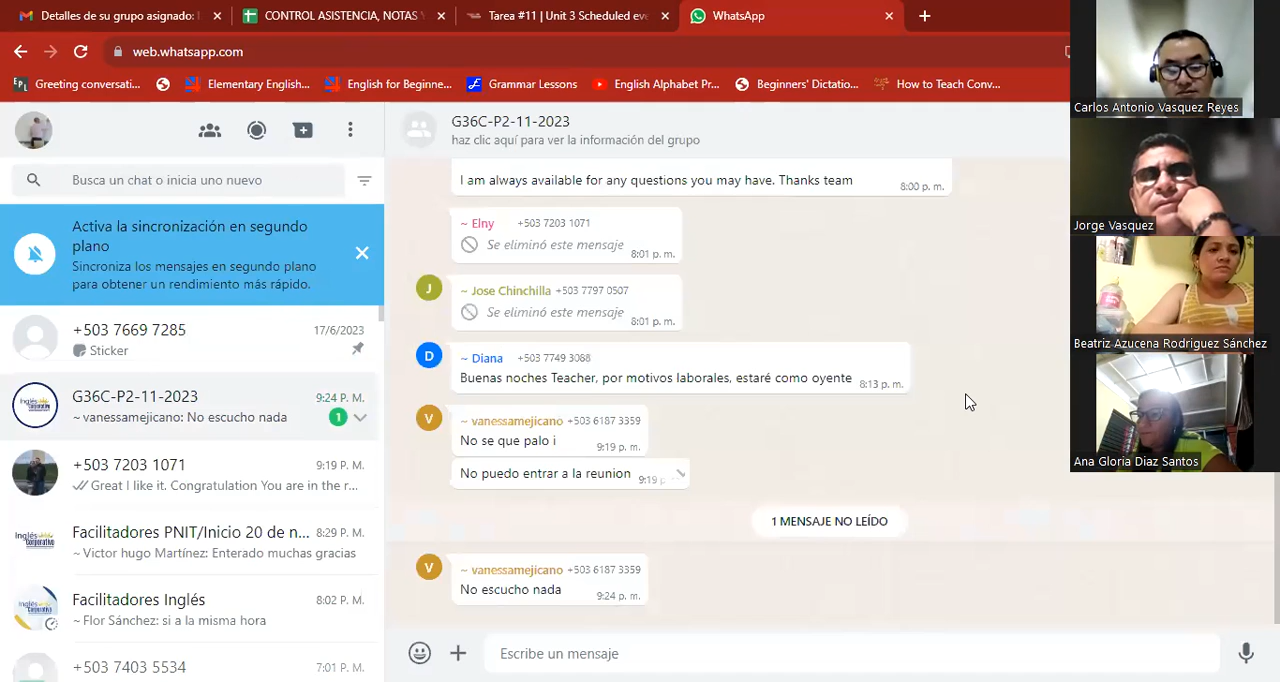 Detalles de su grupo asignado: 1
CONTROL ASISTENCIA, NOTAS Y
Tarea #11 | Unit 3 Scheduled eve
WhatsApp
web.whatsapp.com
Greeting conversati...
Elementary English...
English for Beginne...
Grammar Lessons
English Alphabet Pr...
Beginners' Dictatio...
How to Teach Conv...
Busca un chat o inicia uno nuevo
Activa la sincronización en segundo
plano
Sincroniza los mensajes en segundo plano
para obtener un rendimiento más rápido.
+503 7669 7285
17/6/2023
Sticker
G36C-P2-11-2023
9:24 P. M.
~ vanessamejicano: No escucho nada
1
+503 7203 1071
9:19 P. M.
Great I like it. Congratulation You are in the r...
Facilitadores PNIT/Inicio 20 de n...
8:29 P. M.
~ Victor hugo Martínez: Enterado muchas gracias
Facilitadores Inglés
8:02 P. M.
~ Flor Sánchez: si a la misma hora
+503 7403 5534
7:01 P. M.
G36C-P2-11-2023
haz clic aquí para ver la información del grupo
I am always available for any questions you may have. Thanks team
8:00 p. m.
~ Elny +503 7203 1071
Se eliminó este mensaje
8:01 p. m.
J
~ Jose Chinchilla +503 7797 0507
Se eliminó este mensaje
8:01 p. m.
D
~ Diana +503 7749 3088
Buenas noches Teacher, por motivos laborales, estaré como oyente
8:13 p. m.
V
~ vanessamejicano +503 6187 3359
No se que palo i
9:19 p. m.
No puedo entrar a la reunion
9:19 p
1 MENSAJE NO LEÍDO
V
~ vanessamejicano +503 6187 3359
No escucho nada
9:24 p. m.
Escribe un mensaje
Carlos Antonio Vasquez Reyes
Jorge Vasquez
Beatriz Azucena Rodriguez Sánchez
Ana Gloria Diaz Santos